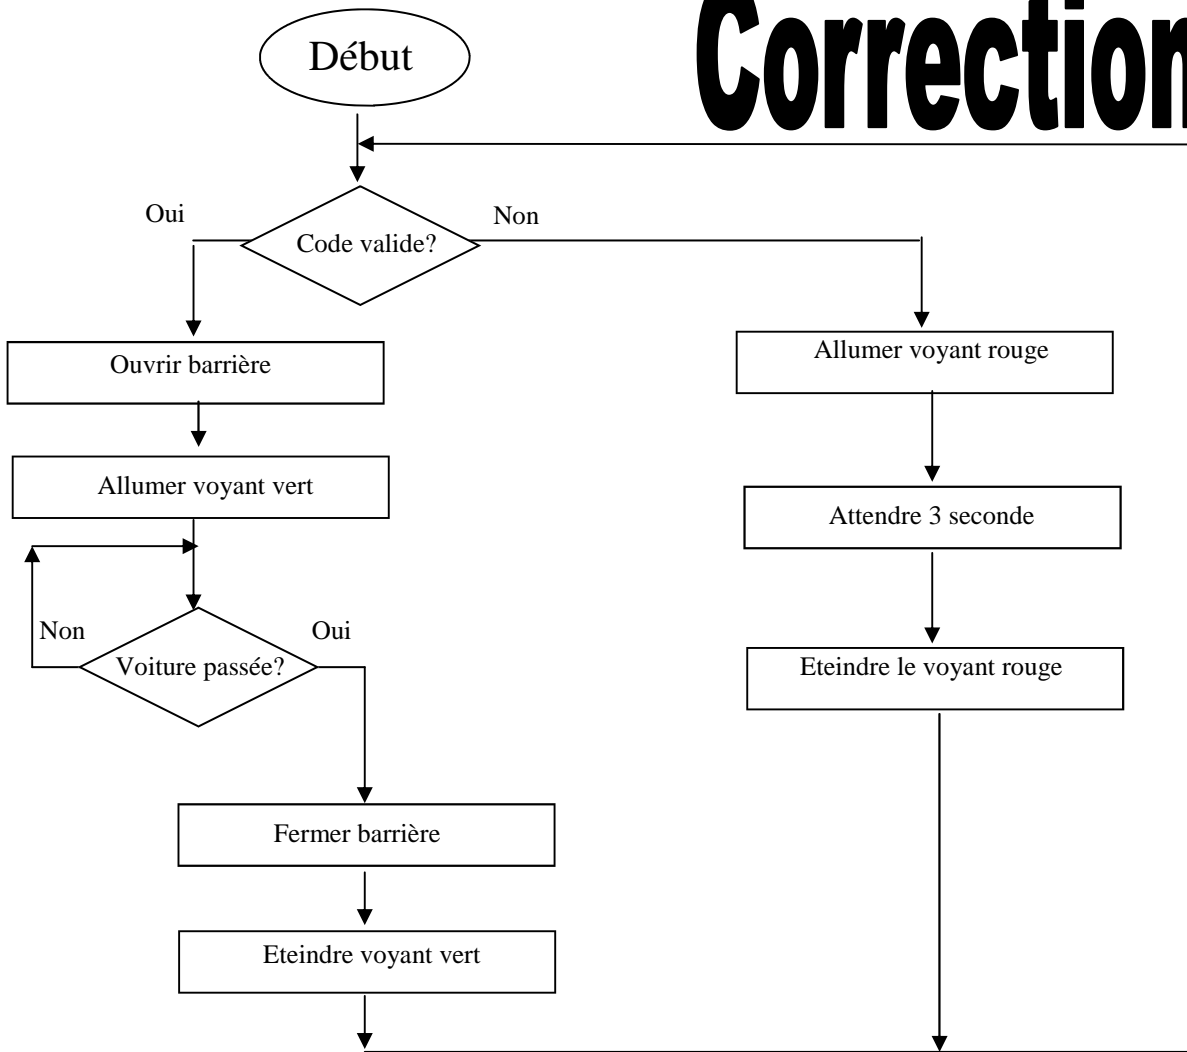 Correction
Début
Oui
Non
Code valide?
Ouvrir barrière
Allumer voyant rouge
Allumer voyant vert
Attendre 3 seconde
Non
Oui
Voiture passée?
Eteindre le voyant rouge
Fermer barrière
Eteindre voyant vert